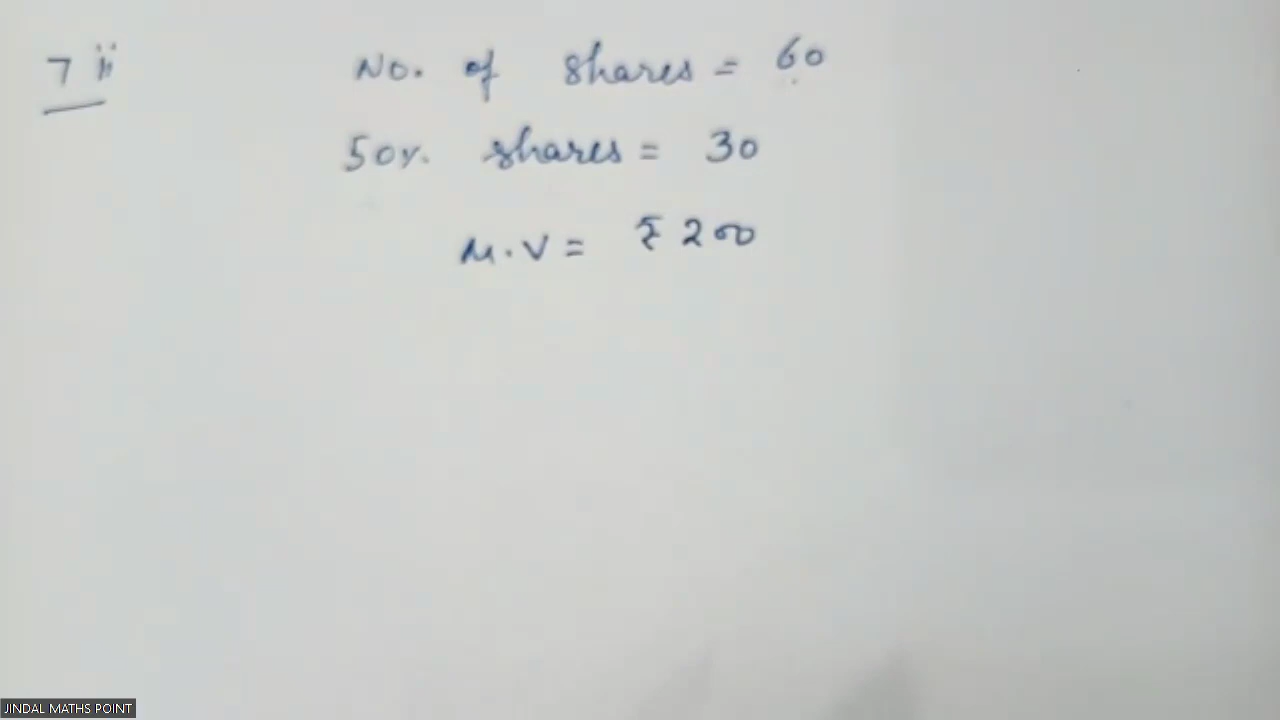 7 ii
No. of shares = 60
50%. shares = 30
M.V = ₹ 200
JINDAL MATHS POINT